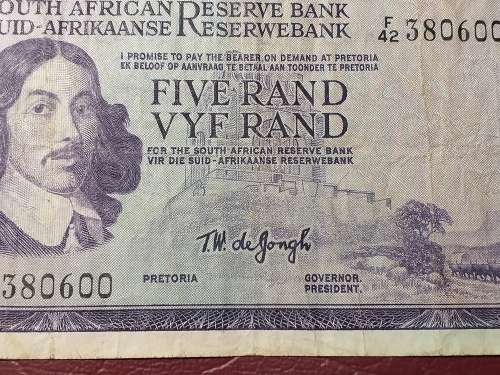 SOUTH AFRICAN RESERVE BANK
SUID-AFRIKAANSE RESERWEBANK
F/42 380600
I PROMISE TO PAY THE BEARER ON DEMAND AT PRETORIA
EK BELOOF OP AANVRAAG TE BETAAL AAN TOONDER TE PRETORIA
FIVE RAND
VYF RAND
FOR THE SOUTH AFRICAN RESERVE BANK
VIR DIE SUID-AFRIKAANSE RESERWEBANK
T.W. de Jongh
380600
PRETORIA
GOVERNOR.
PRESIDENT.